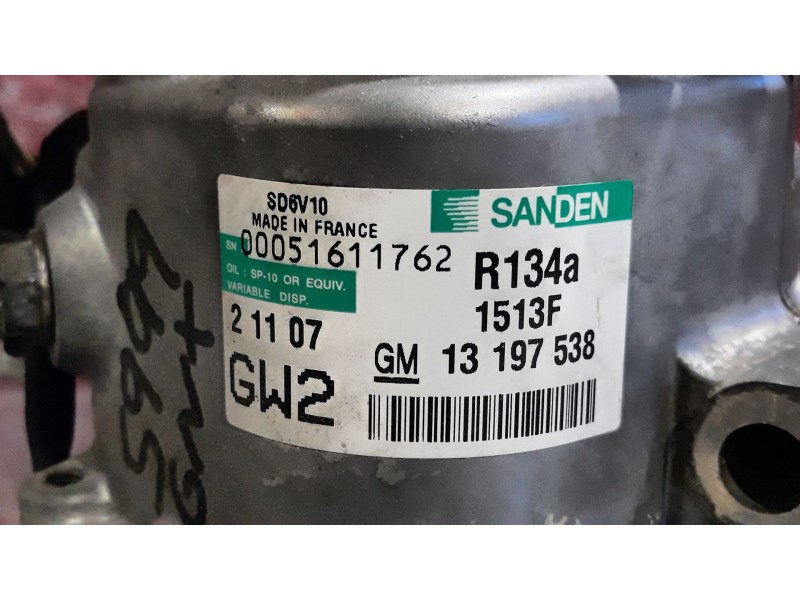 SD6V10
MADE IN FRANCE
SANDEN
SN 00051611762
R134a
OIL : SP-10 OR EQUIV.
VARIABLE DISP.
1513F
2 11 07
GM 13 197 538
GW2